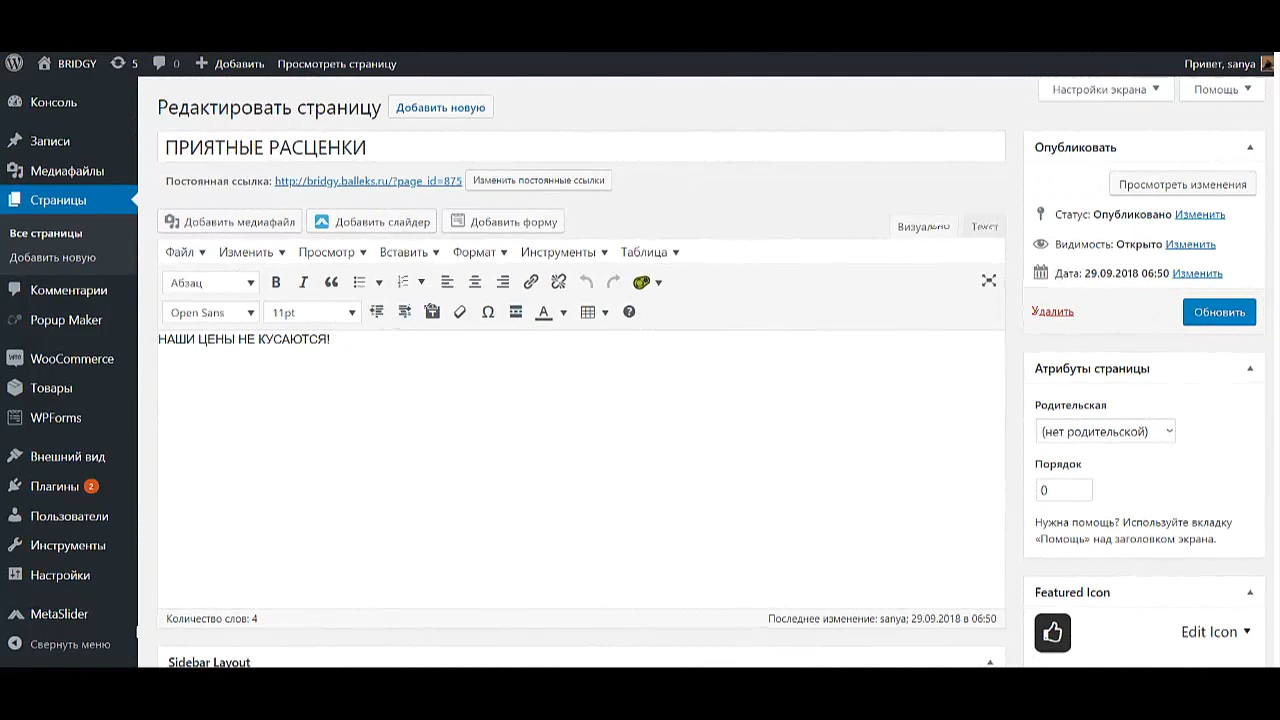 BRIDGY 5 0 Добавить Просмотреть страницу Привет, sanya
Консоль
Записи
Медиафайлы
Страницы
Все страницы
Добавить новую
Комментарии
Popup Maker
WooCommerce
Товары
WPForms
Внешний вид
Плагины 2
Пользователи
Инструменты
Настройки
MetaSlider
Свернуть меню
Настройки экрана Помощь
Редактировать страницу Добавить новую
ПРИЯТНЫЕ РАСЦЕНКИ
Постоянная ссылка: http://bridgy.balleks.ru/?page_id=875 Изменить постоянные ссылки
Добавить медиафайл Добавить слайдер Добавить форму
Визуально Текст
Файл Изменить Просмотр Вставить Формат Инструменты Таблица
Абзац
Open Sans 11pt
НАШИ ЦЕНЫ НЕ КУСАЮТСЯ!
Количество слов: 4 Последнее изменение: sanya; 29.09.2018 в 06:50
Sidebar Layout
Опубликовать
Просмотреть изменения
Статус: Опубликовано Изменить
Видимость: Открыто Изменить
Дата: 29.09.2018 06:50 Изменить
Удалить Обновить
Атрибуты страницы
Родительская
(нет родительской)
Порядок
0
Нужна помощь? Используйте вкладку
«Помощь» над заголовком экрана.
Featured Icon
Edit Icon